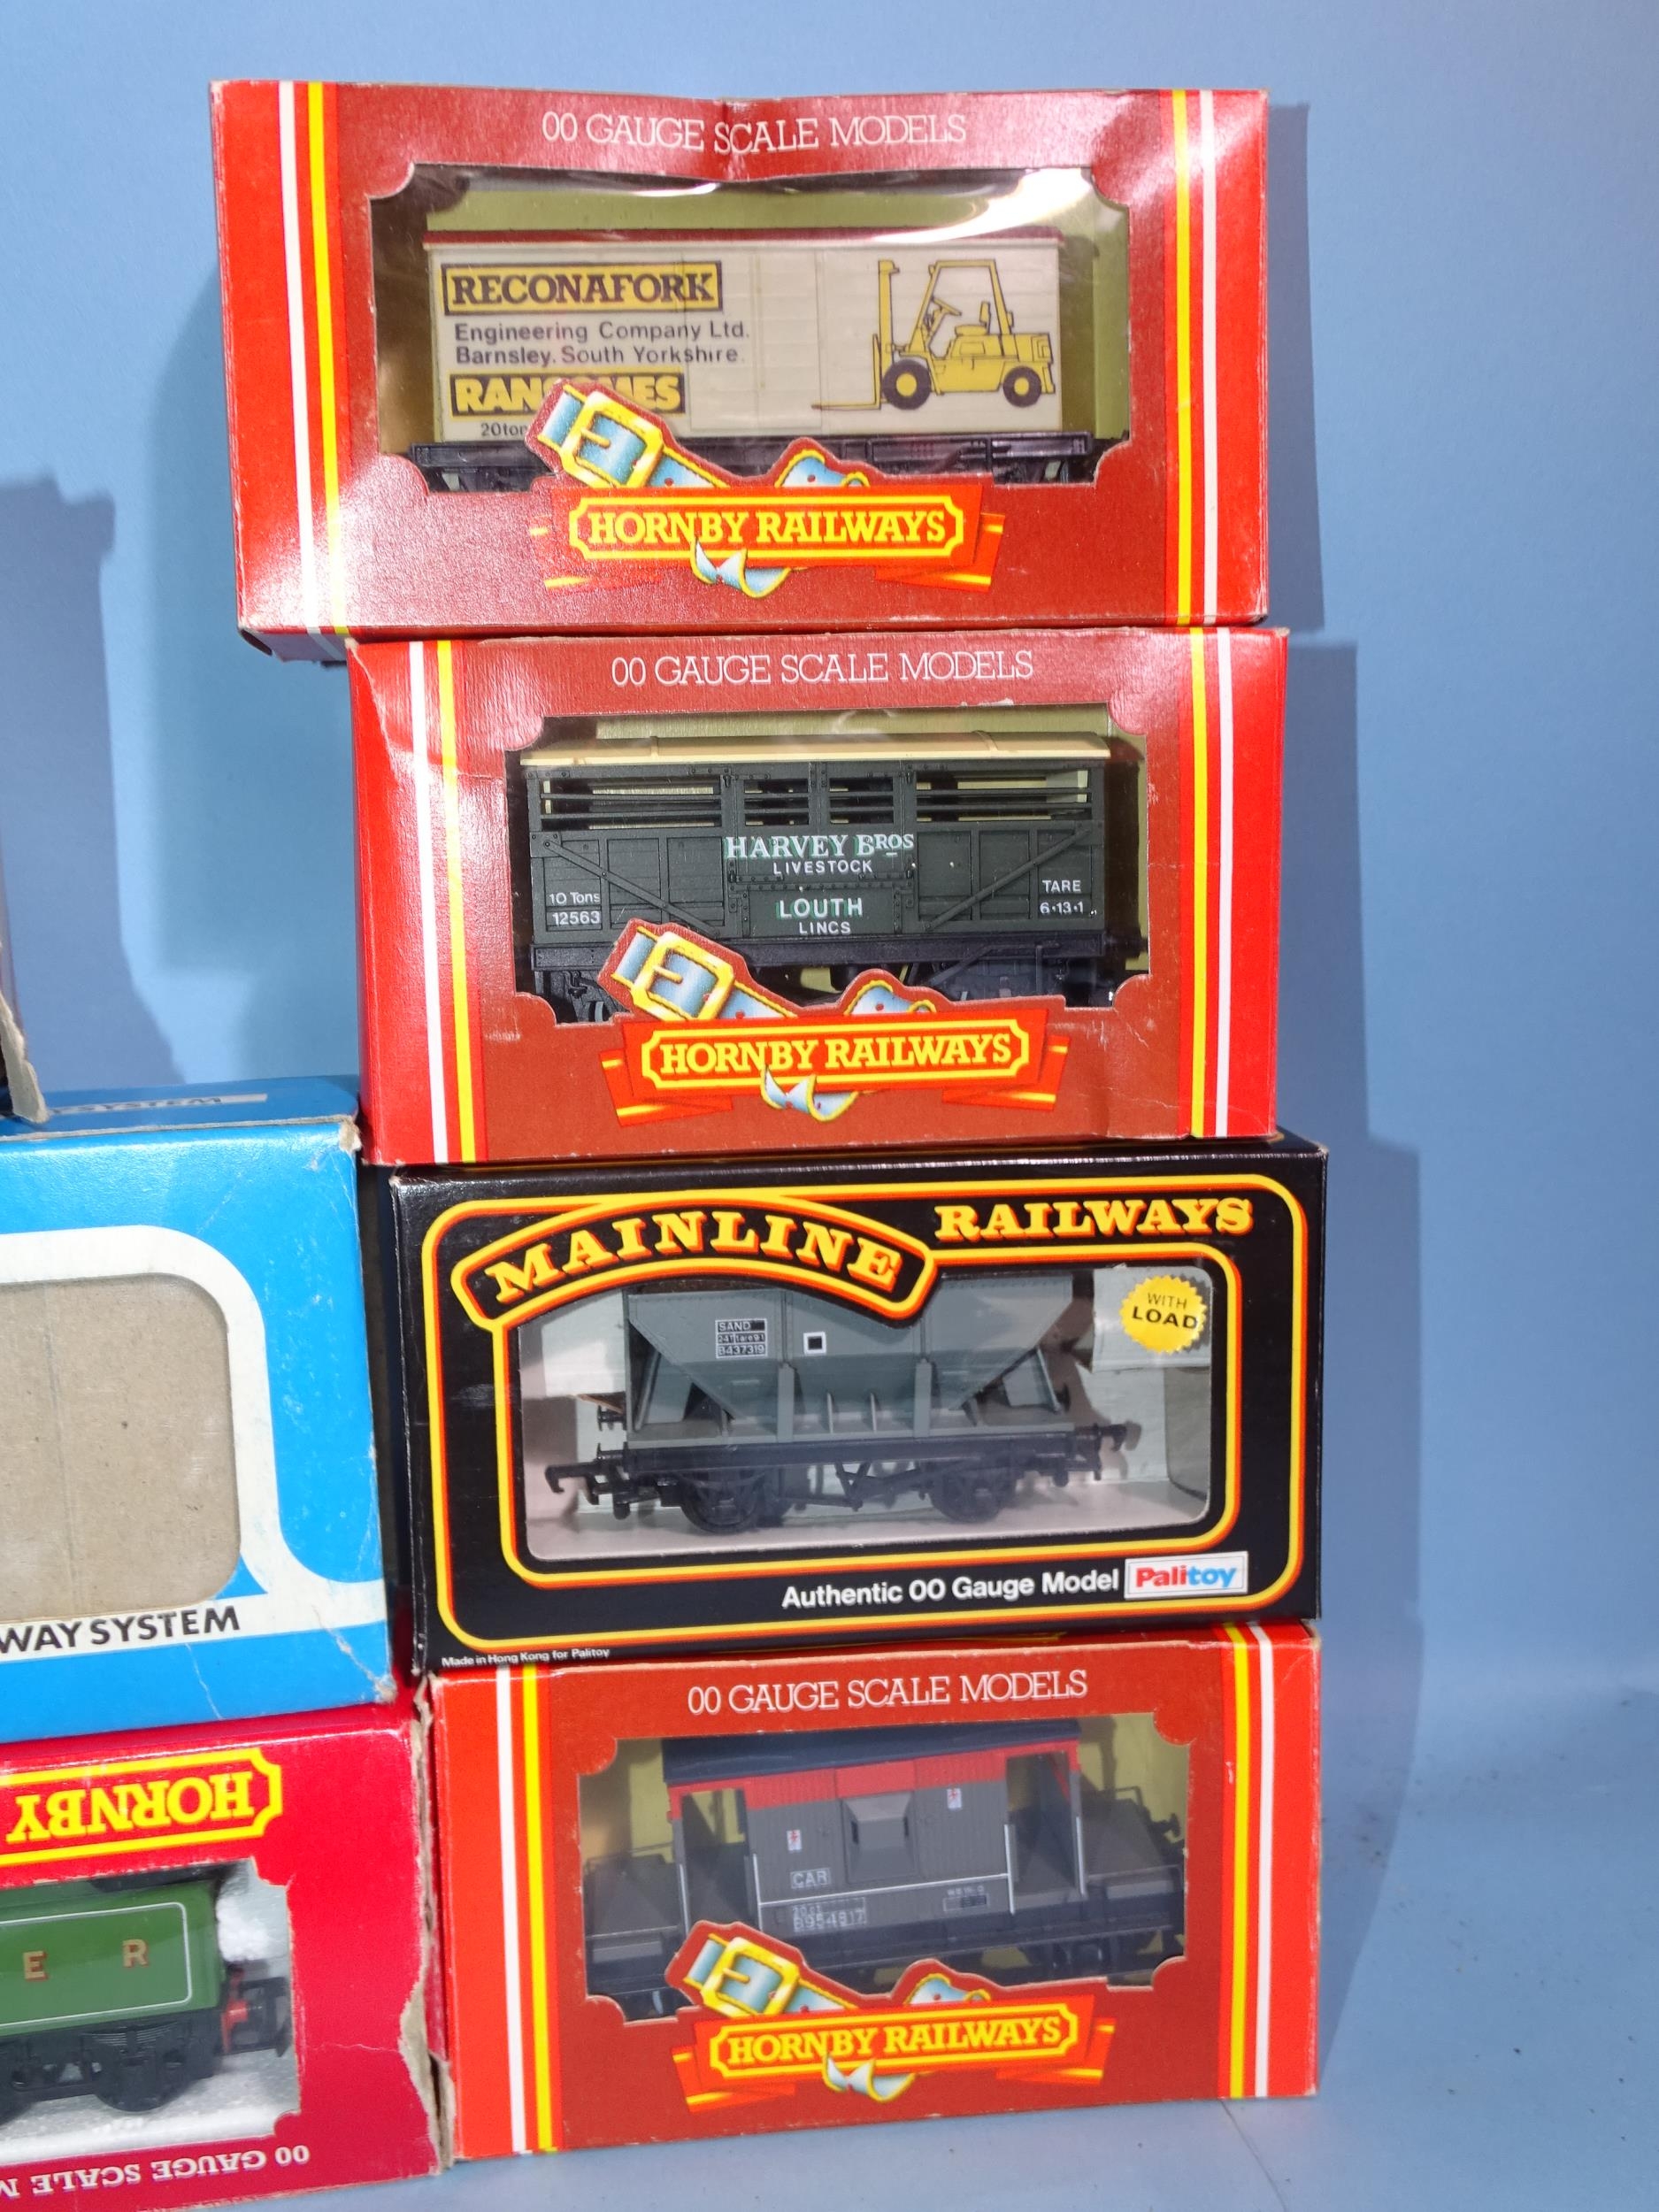 00 GAUGE SCALE MODELS
RECONAFORK
Engineering Company Ltd.
Barnsley. South Yorkshire.
HORNBY RAILWAYS
00 GAUGE SCALE MODELS
HARVEY BROS
LIVESTOCK
LOUTH
LINCS
10 Tons
12563
TARE
6·13·1
HORNBY RAILWAYS
MAINLINE RAILWAYS
WITH
LOAD
SAND
B437319
Authentic 00 Gauge Model Palitoy
Made in Hong Kong for Palitoy
WAY SYSTEM
00 GAUGE SCALE MODELS
CAR
B954817
HORNBY RAILWAYS
HORNBY
E R
00 GAUGE SCALE